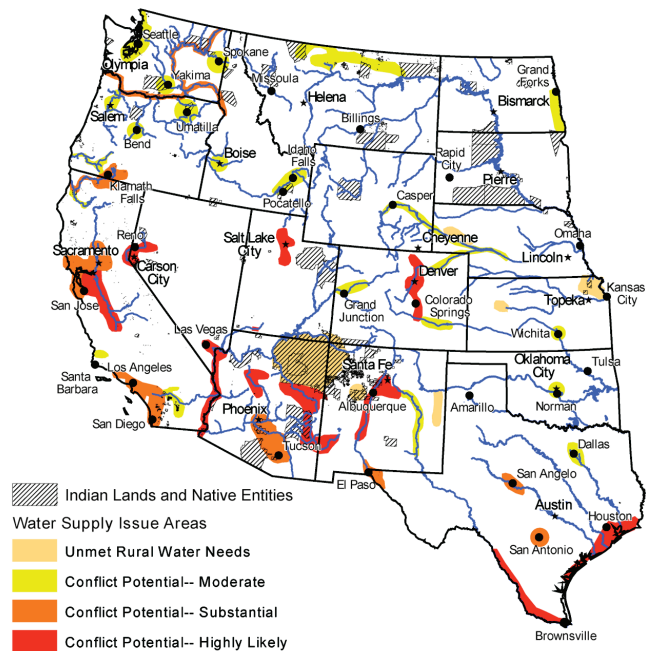 Seattle
Olympia
Spokane
Yakima
Missoula
Helena
Grand
Forks
Bismarck
Salem
Umatilla
Bend
Billings
Boise
Idaho
Falls
Rapid
City
Pierre
Klamath
Falls
Pocatello
Casper
Reno
Sacramento
Carson
City
Salt Lake
City
Cheyenne
Omaha
Lincoln
Denver
San Jose
Grand
Junction
Colorado
Springs
Topeka
Kansas
City
Las Vegas
Wichita
Santa
Barbara
Los Angeles
Santa Fe
Oklahoma
City
Tulsa
San Diego
Phoenix
Albuquerque
Amarillo
Norman
Tucson
Dallas
El Paso
San Angelo
Austin
Houston
San Antonio
Brownsville
Indian Lands and Native Entities
Water Supply Issue Areas
Unmet Rural Water Needs
Conflict Potential-- Moderate
Conflict Potential-- Substantial
Conflict Potential-- Highly Likely